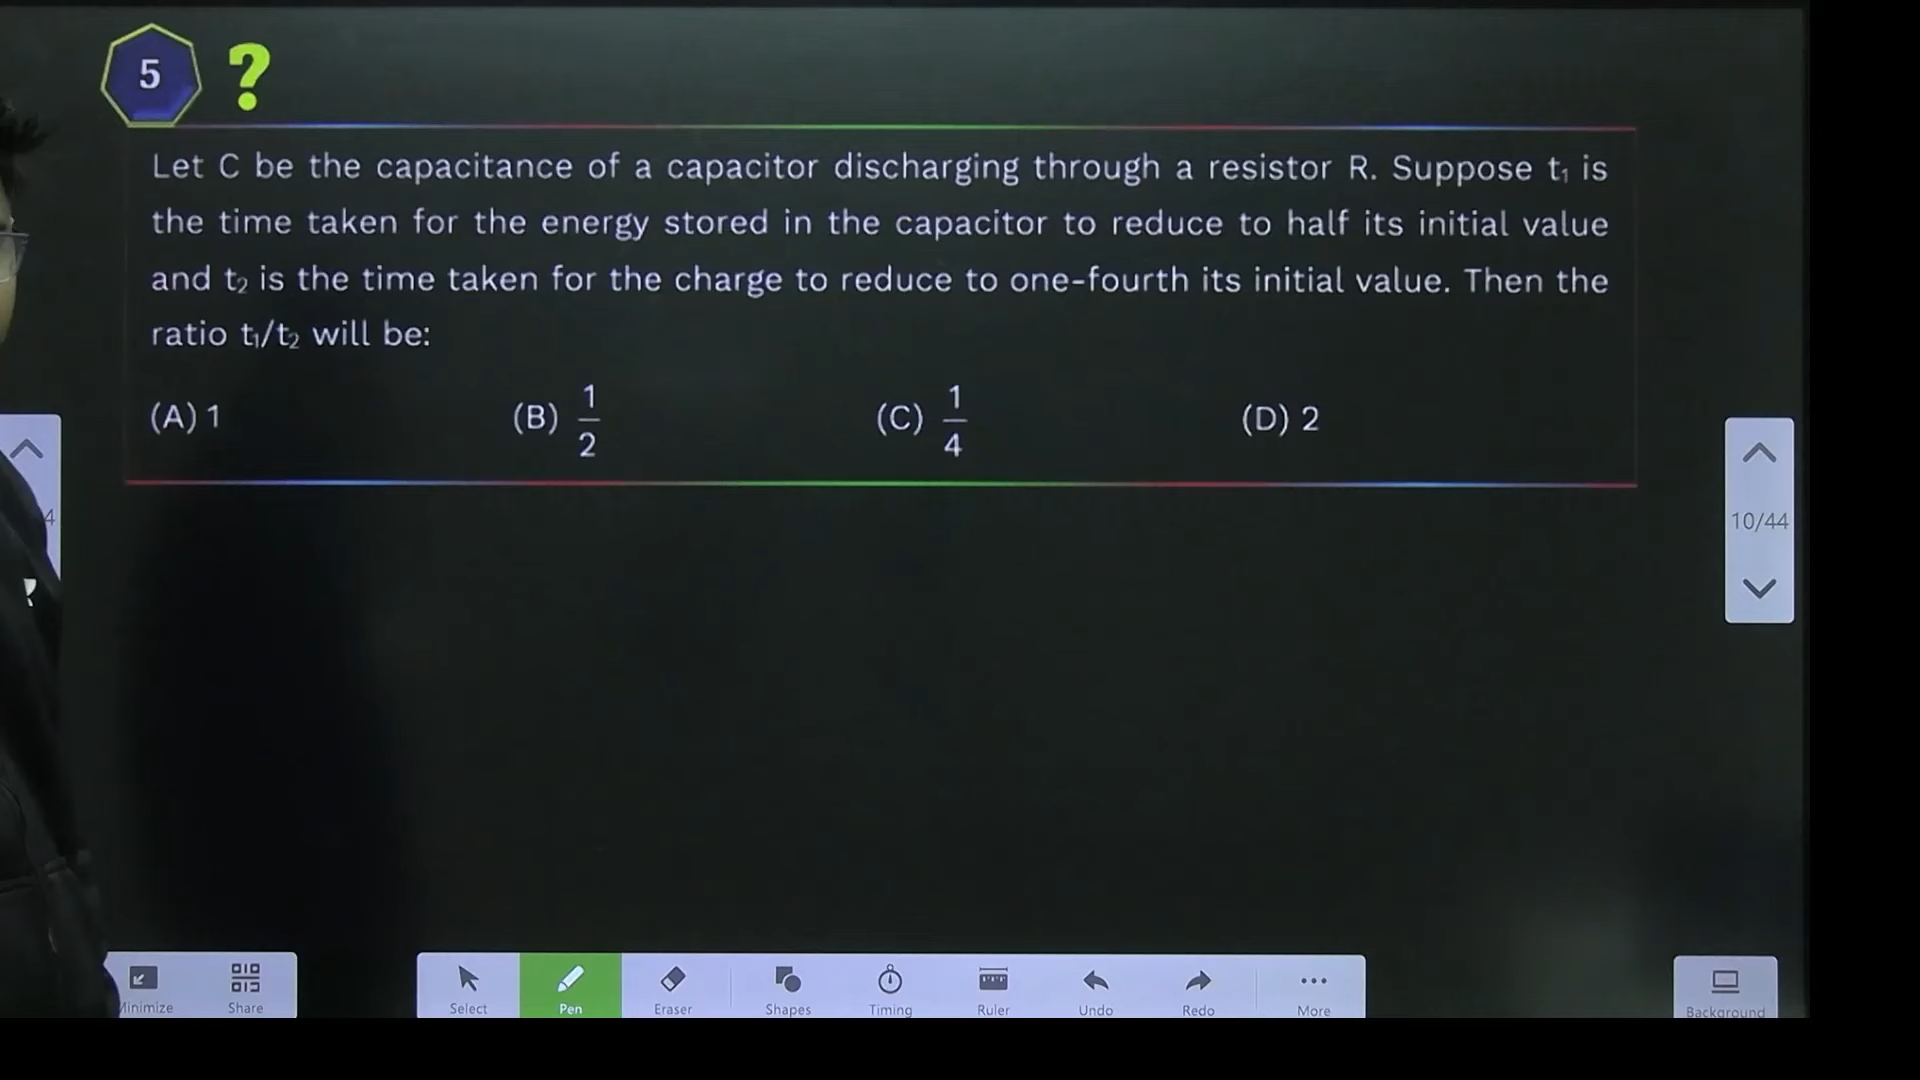 5 ?
Let C be the capacitance of a capacitor discharging through a resistor R. Suppose t₁ is
the time taken for the energy stored in the capacitor to reduce to half its initial value
and t₂ is the time taken for the charge to reduce to one-fourth its initial value. Then the
ratio t₁/t₂ will be:
(A) 1 (B) 1/2 (C) 1/4 (D) 2
4
10/44
Minimize Share Select Pen Eraser Shapes Timing Ruler Undo Redo More Background